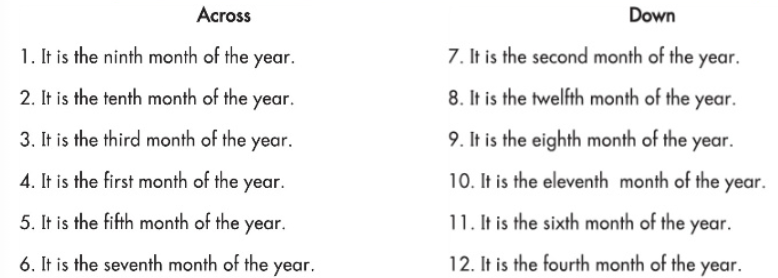 Across
1. It is the ninth month of the year.
2. It is the tenth month of the year.
3. It is the third month of the year.
4. It is the first month of the year.
5. It is the fifth month of the year.
6. It is the seventh month of the year.
Down
7. It is the second month of the year.
8. It is the twelfth month of the year.
9. It is the eighth month of the year.
10. It is the eleventh month of the year.
11. It is the sixth month of the year.
12. It is the fourth month of the year.